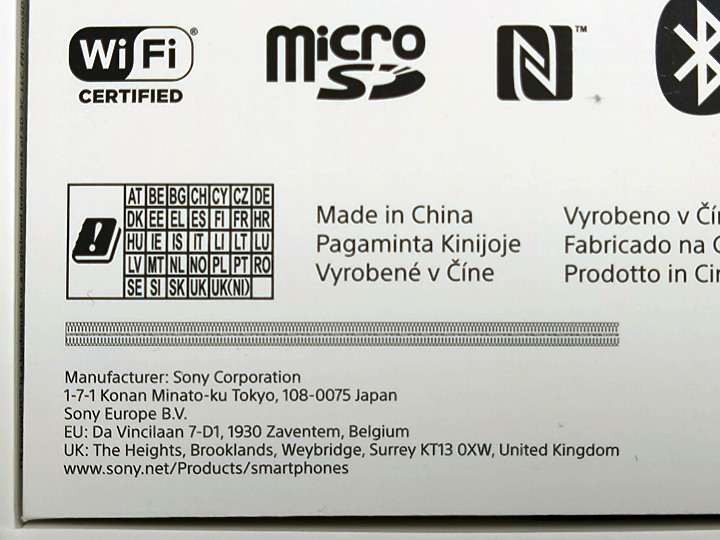 WiFi®
CERTIFIED
micro
SD
N™
AT BE BG CH CY CZ DE
DK EE EL ES FI FR HR
HU IE IS IT LI LT LU
LV MT NL NO PL PT RO
SE SI SK UK UK(NI)
Made in China
Pagaminta Kinijoje
Vyrobené v Číne
Vyrobeno v Čí
Fabricado na C
Prodotto in Ci
Manufacturer: Sony Corporation
1-7-1 Konan Minato-ku Tokyo, 108-0075 Japan
Sony Europe B.V.
EU: Da Vincilaan 7-D1, 1930 Zaventem, Belgium
UK: The Heights, Brooklands, Weybridge, Surrey KT13 0XW, United Kingdom
www.sony.net/Products/smartphones